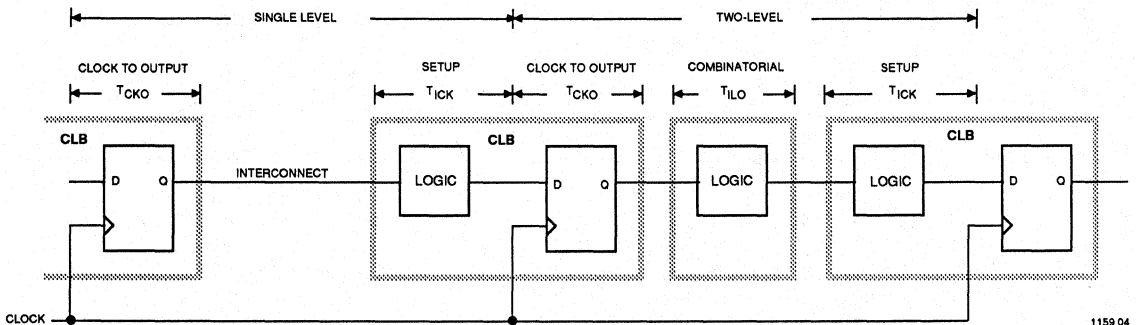 SINGLE LEVEL TWO-LEVEL
CLOCK TO OUTPUT SETUP CLOCK TO OUTPUT COMBINATORIAL SETUP
TCKO TICK TCKO TILO TICK
CLB CLB CLB
D Q INTERCONNECT LOGIC D Q LOGIC LOGIC D Q
CLOCK
1159 04